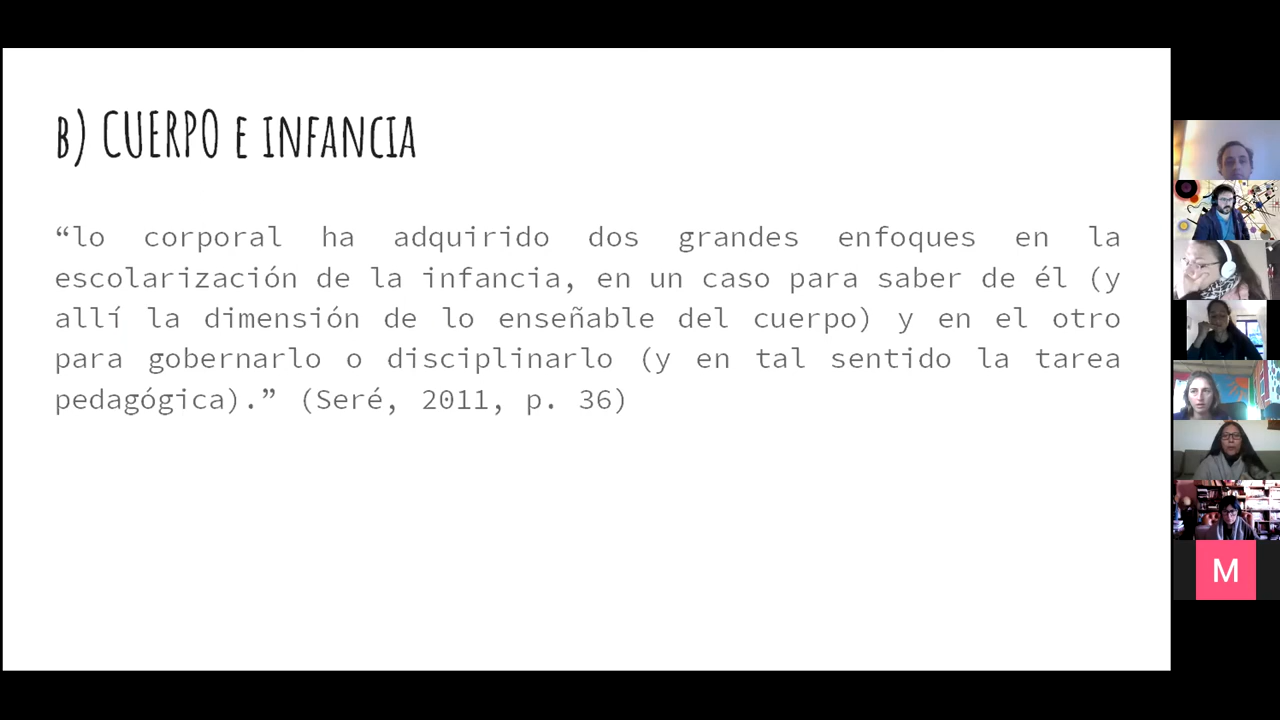 B) CUERPO E INFANCIA
“lo corporal ha adquirido dos grandes enfoques en la
escolarización de la infancia, en un caso para saber de él (y
allí la dimensión de lo enseñable del cuerpo) y en el otro
para gobernarlo o disciplinarlo (y en tal sentido la tarea
pedagógica).” (Seré, 2011, p. 36)
M